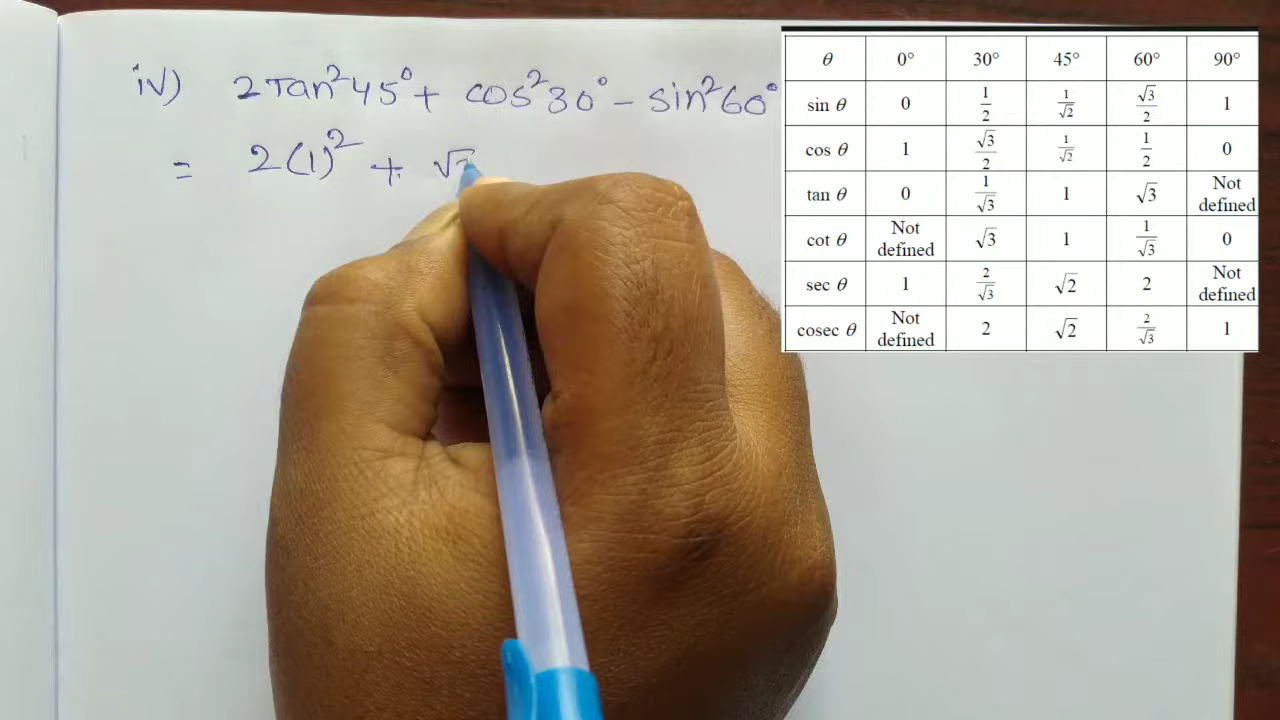 iv) 2Tan²45° + cos²30° - sin²60°
= 2(1)² + √3
θ 0° 30° 45° 60° 90°
sin θ 0 1/2 1/√2 √3/2 1
cos θ 1 √3/2 1/√2 1/2 0
tan θ 0 1/√3 1 √3 Not defined
cot θ Not defined √3 1 1/√3 0
sec θ 1 2/√3 √2 2 Not defined
cosec θ Not defined 2 √2 2/√3 1